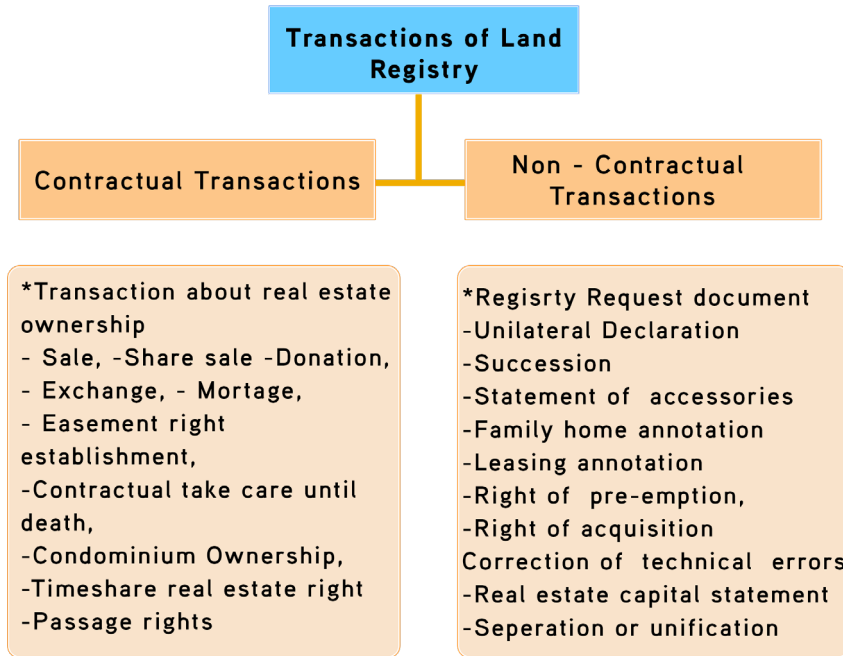 Transactions of Land
Registry
Contractual Transactions
Non - Contractual
Transactions
*Transaction about real estate
ownership
- Sale, -Share sale -Donation,
- Exchange, - Mortage,
- Easement right
establishment,
-Contractual take care until
death,
-Condominium Ownership,
-Timeshare real estate right
-Passage rights
*Regisrty Request document
-Unilateral Declaration
-Succession
-Statement of accessories
-Family home annotation
-Leasing annotation
-Right of pre-emption,
-Right of acquisition
Correction of technical errors
-Real estate capital statement
-Seperation or unification